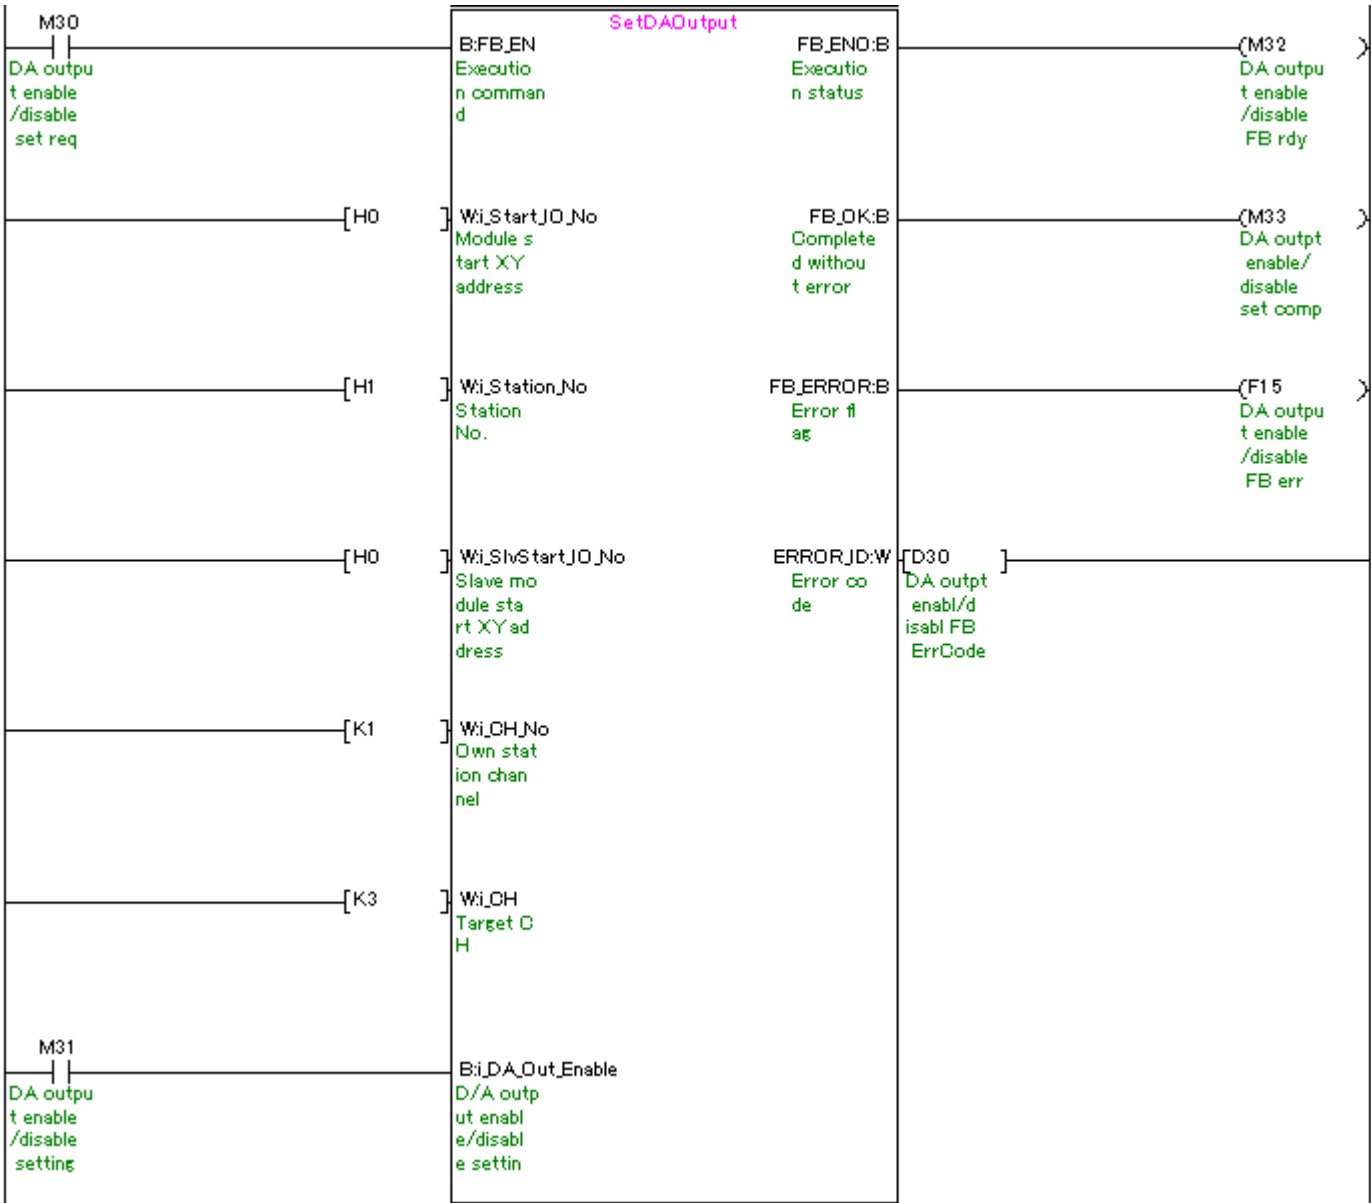 SetDAOutput
M30
DA outpu
t enable
/disable
set req
B:FB_EN
Executio
n comman
d
FB_ENO:B
Executio
n status
(M32 )
DA outpu
t enable
/disable
FB rdy
[H0 ]
W:i_Start_IO_No
Module s
tart XY
address
FB_OK:B
Complete
d withou
t error
(M33 )
DA outpt
enable/
disable
set comp
[H1 ]
W:i_Station_No
Station
No.
FB_ERROR:B
Error fl
ag
(F15 )
DA outpu
t enable
/disable
FB err
[H0 ]
W:i_SlvStart_IO_No
Slave mo
dule sta
rt XY ad
dress
ERROR_ID:W
Error co
de
[D30 ]
DA outpt
enabl/d
isabl FB
ErrCode
[K1 ]
W:i_CH_No
Own stat
ion chan
nel
[K3 ]
W:i_CH
Target C
H
M31
DA outpu
t enable
/disable
setting
B:i_DA_Out_Enable
D/A outp
ut enabl
e/disabl
e settin